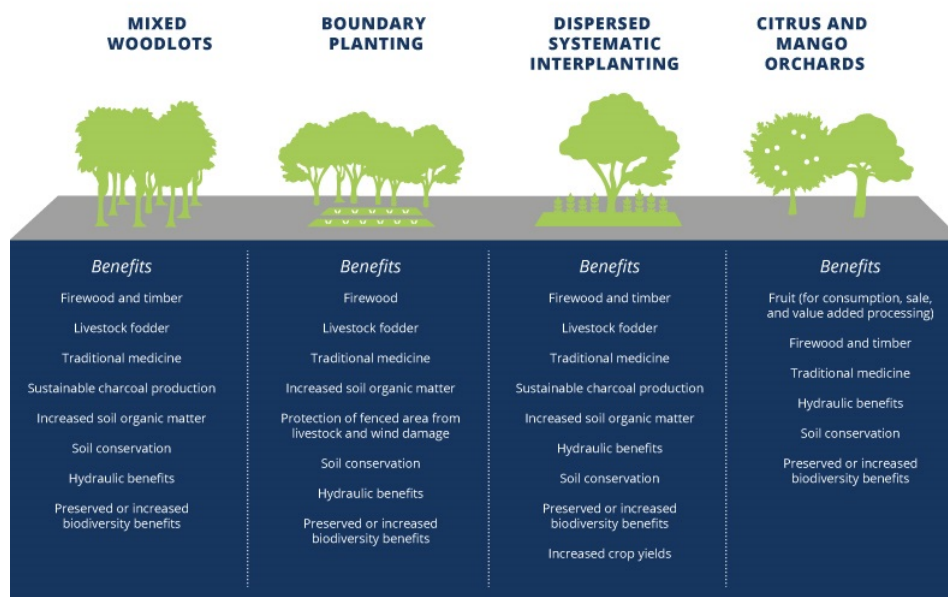 MIXED
WOODLOTS
BOUNDARY
PLANTING
DISPERSED
SYSTEMATIC
INTERPLANTING
CITRUS AND
MANGO
ORCHARDS
Benefits
Firewood and timber
Livestock fodder
Traditional medicine
Sustainable charcoal production
Increased soil organic matter
Soil conservation
Hydraulic benefits
Preserved or increased
biodiversity benefits
Benefits
Firewood
Livestock fodder
Traditional medicine
Increased soil organic matter
Protection of fenced area from
livestock and wind damage
Soil conservation
Hydraulic benefits
Preserved or increased
biodiversity benefits
Benefits
Firewood and timber
Livestock fodder
Traditional medicine
Sustainable charcoal production
Increased soil organic matter
Hydraulic benefits
Soil conservation
Preserved or increased
biodiversity benefits
Increased crop yields
Benefits
Fruit (for consumption, sale,
and value added processing)
Firewood and timber
Traditional medicine
Hydraulic benefits
Soil conservation
Preserved or increased
biodiversity benefits